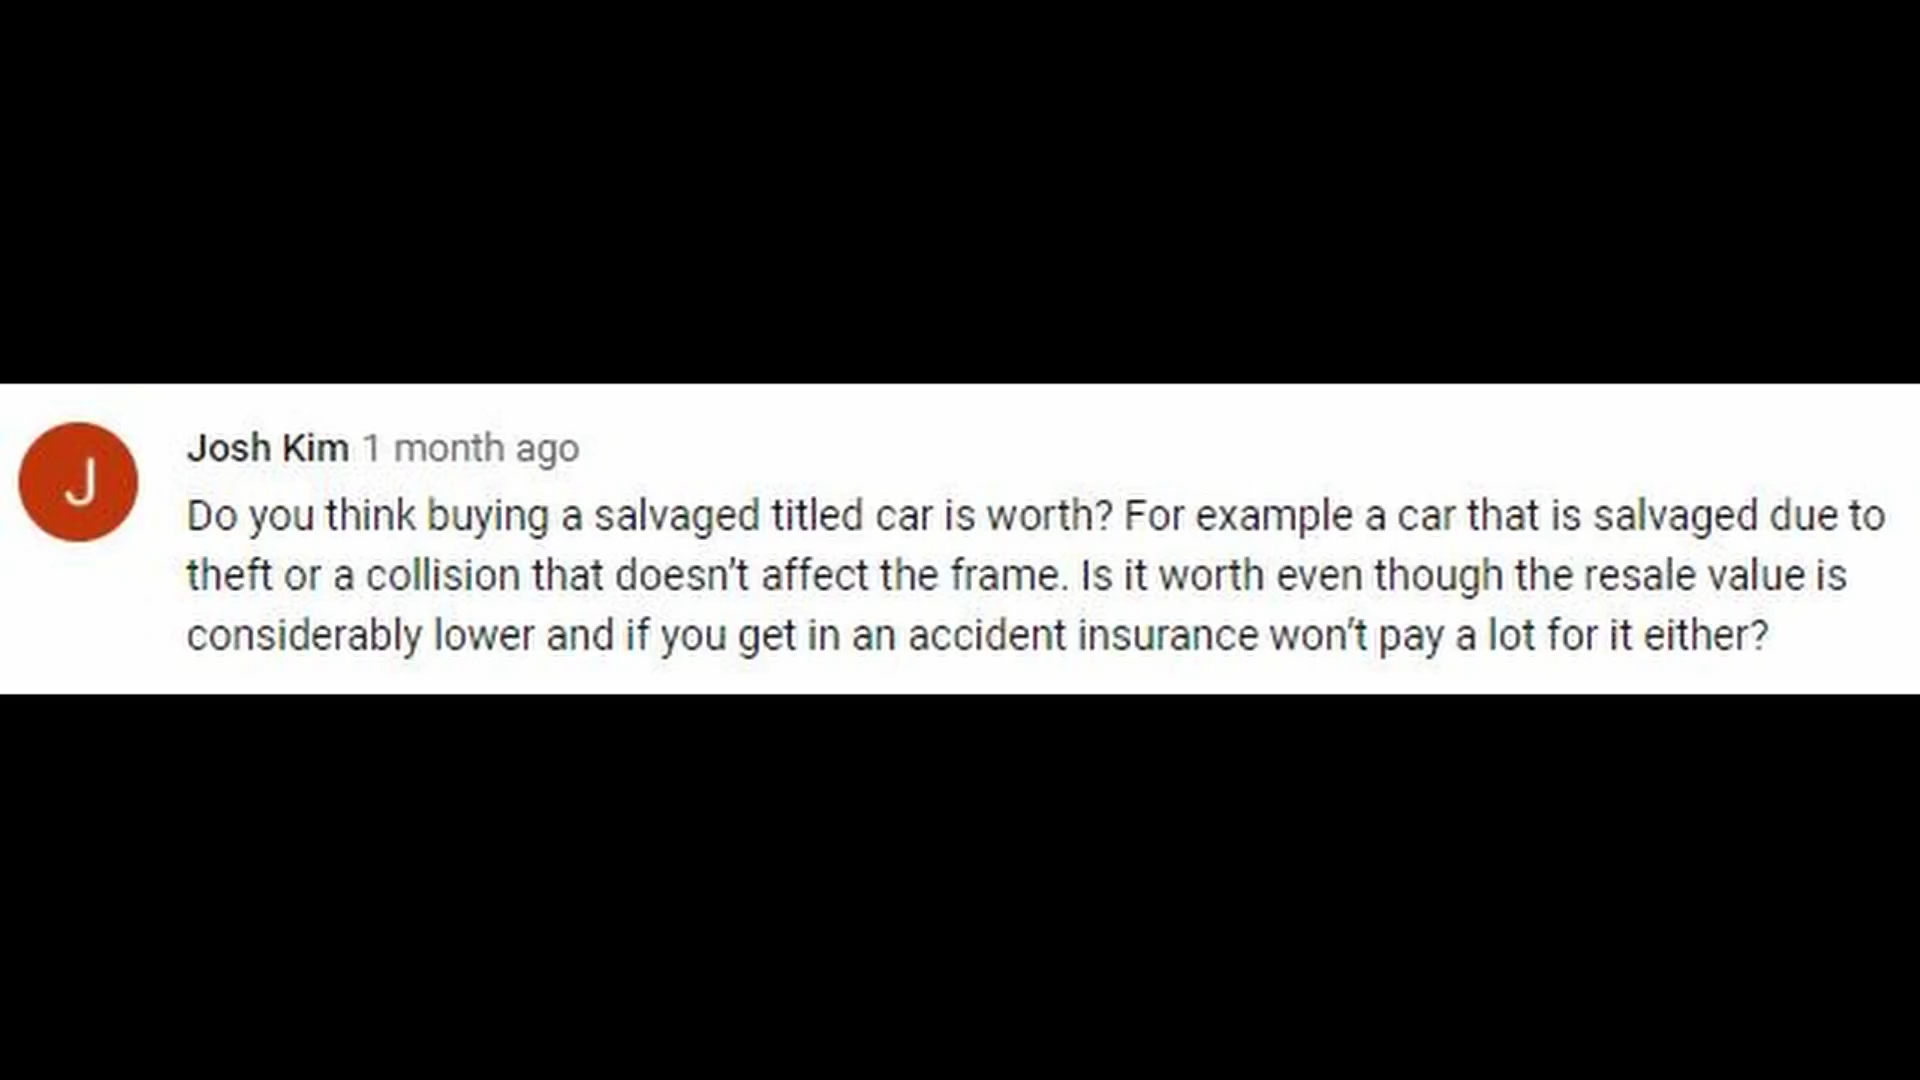 J
Josh Kim 1 month ago
Do you think buying a salvaged titled car is worth? For example a car that is salvaged due to
theft or a collision that doesn't affect the frame. Is it worth even though the resale value is
considerably lower and if you get in an accident insurance won't pay a lot for it either?